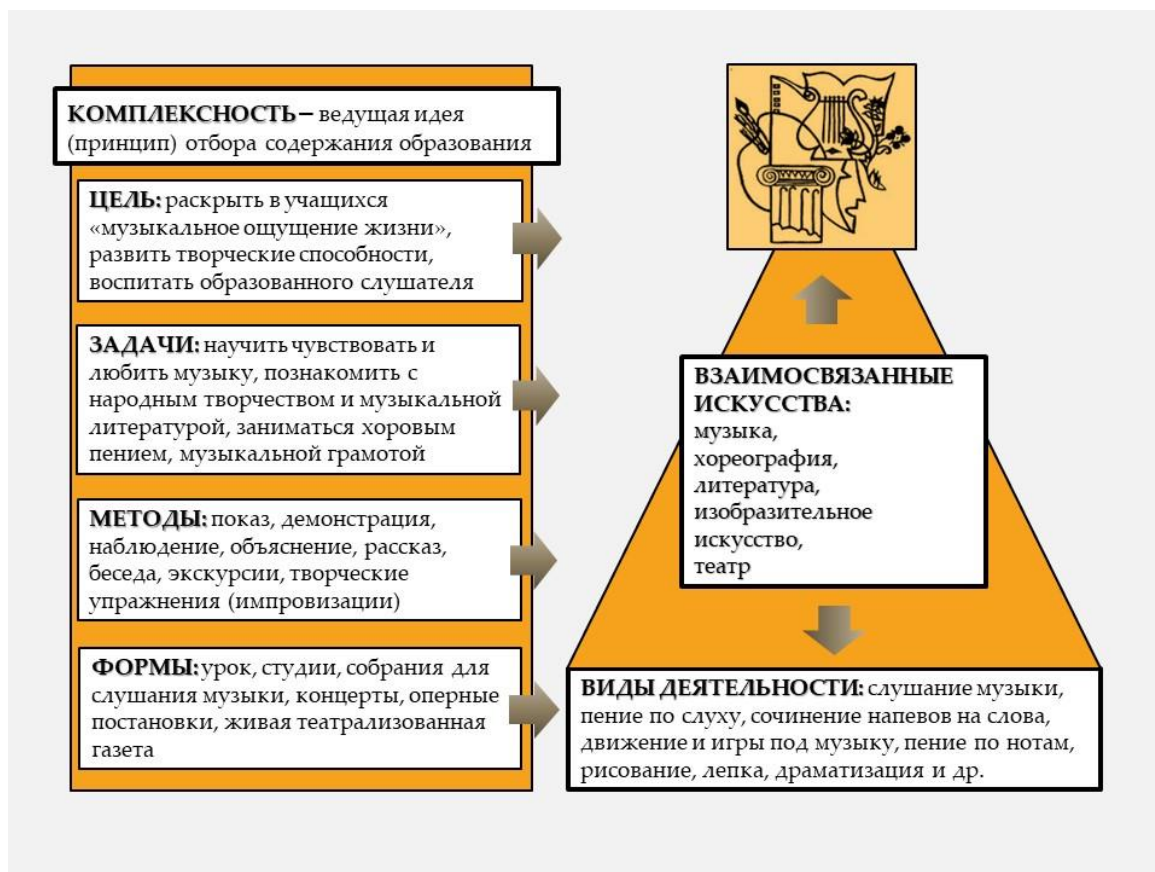 КОМПЛЕКСНОСТЬ – ведущая идея
(принцип) отбора содержания образования
ЦЕЛЬ: раскрыть в учащихся
«музыкальное ощущение жизни»,
развить творческие способности,
воспитать образованного слушателя
ЗАДАЧИ: научить чувствовать и
любить музыку, познакомить с
народным творчеством и музыкальной
литературой, заниматься хоровым
пением, музыкальной грамотой
МЕТОДЫ: показ, демонстрация,
наблюдение, объяснение, рассказ,
беседа, экскурсии, творческие
упражнения (импровизации)
ФОРМЫ: урок, студии, собрания для
слушания музыки, концерты, оперные
постановки, живая театрализованная
газета
ВЗАИМОСВЯЗАННЫЕ
ИСКУССТВА:
музыка,
хореография,
литература,
изобразительное
искусство,
театр
ВИДЫ ДЕЯТЕЛЬНОСТИ: слушание музыки,
пение по слуху, сочинение напевов на слова,
движение и игры под музыку, пение по нотам,
рисование, лепка, драматизация и др.